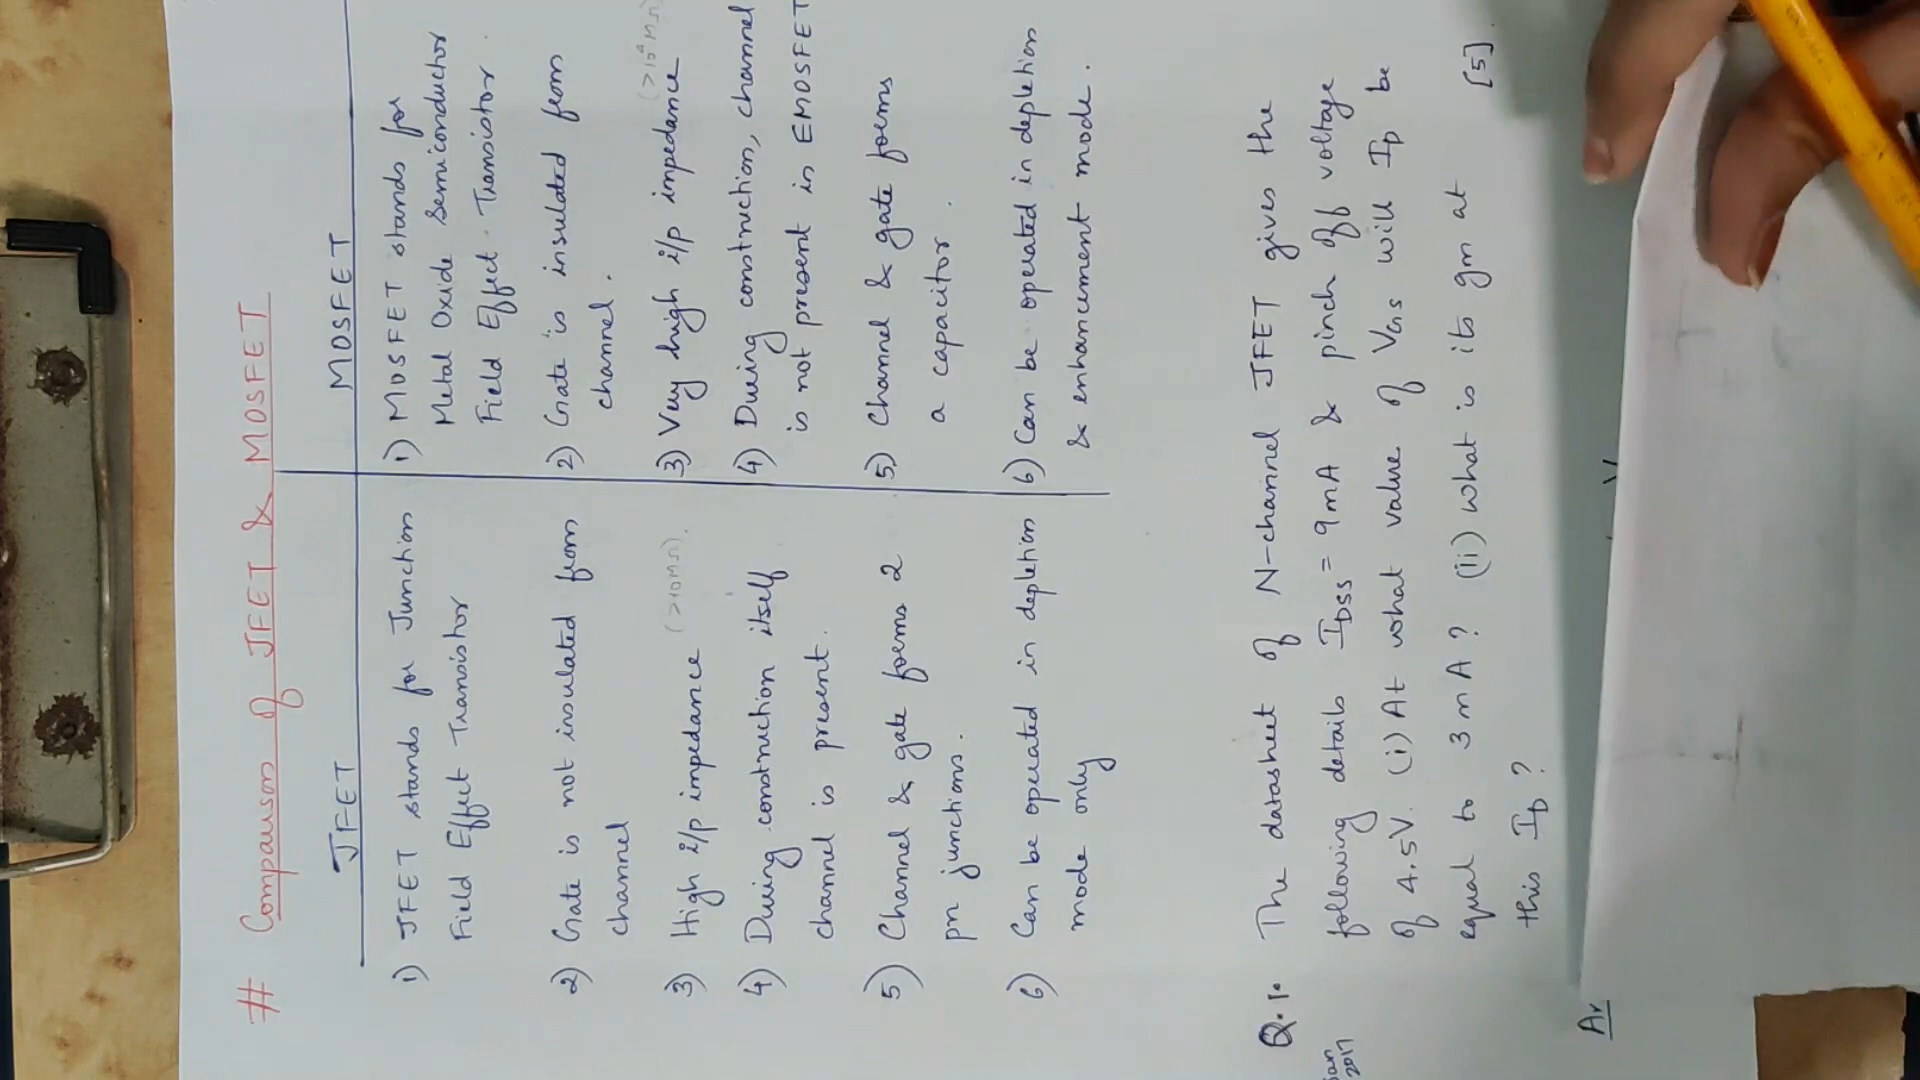 # Comparison of JFET & MOSFET
JFET
1) JFET stands for Junction
Field Effect Transistor
2) Gate is not insulated from
channel
3) High i/p impedance (>10MΩ).
4) During construction itself
channel is present.
5) Channel & gate forms 2
pn junctions.
6) Can be operated in depletion
mode only
MOSFET
1) MOSFET stands for
Metal Oxide Semiconductor
Field Effect Transistor.
2) Gate is insulated from
channel.
3) Very high i/p impedance (>10⁴MΩ)
4) During construction, channel
is not present in EMOSFET
5) Channel & gate forms
a capacitor.
6) Can be operated in depletion
& enhancement mode.
Q.1. The datasheet of N-channel JFET gives the
Jan
2017
following details IDSS = 9mA & pinch off voltage
of 4.5V. (i) At what value of VGS will ID be
equal to 3mA? (ii) what is its gm at
this ID? [5].